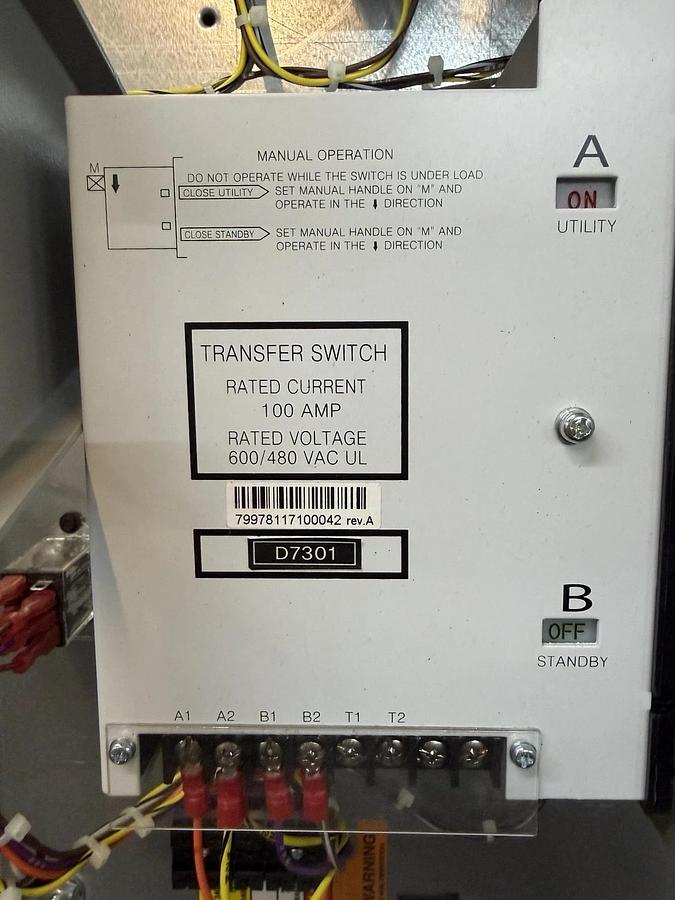 MANUAL OPERATION
M
DO NOT OPERATE WHILE THE SWITCH IS UNDER LOAD.
CLOSE UTILITY SET MANUAL HANDLE ON "M" AND
OPERATE IN THE ⬇ DIRECTION
CLOSE STANDBY SET MANUAL HANDLE ON "M" AND
OPERATE IN THE ⬇ DIRECTION
A
ON
UTILITY
TRANSFER SWITCH
RATED CURRENT
100 AMP
RATED VOLTAGE
600/480 VAC UL
79978117100042 rev.A
D7301
B
OFF
STANDBY
A1 A2 B1 B2 T1 T2
WARNING